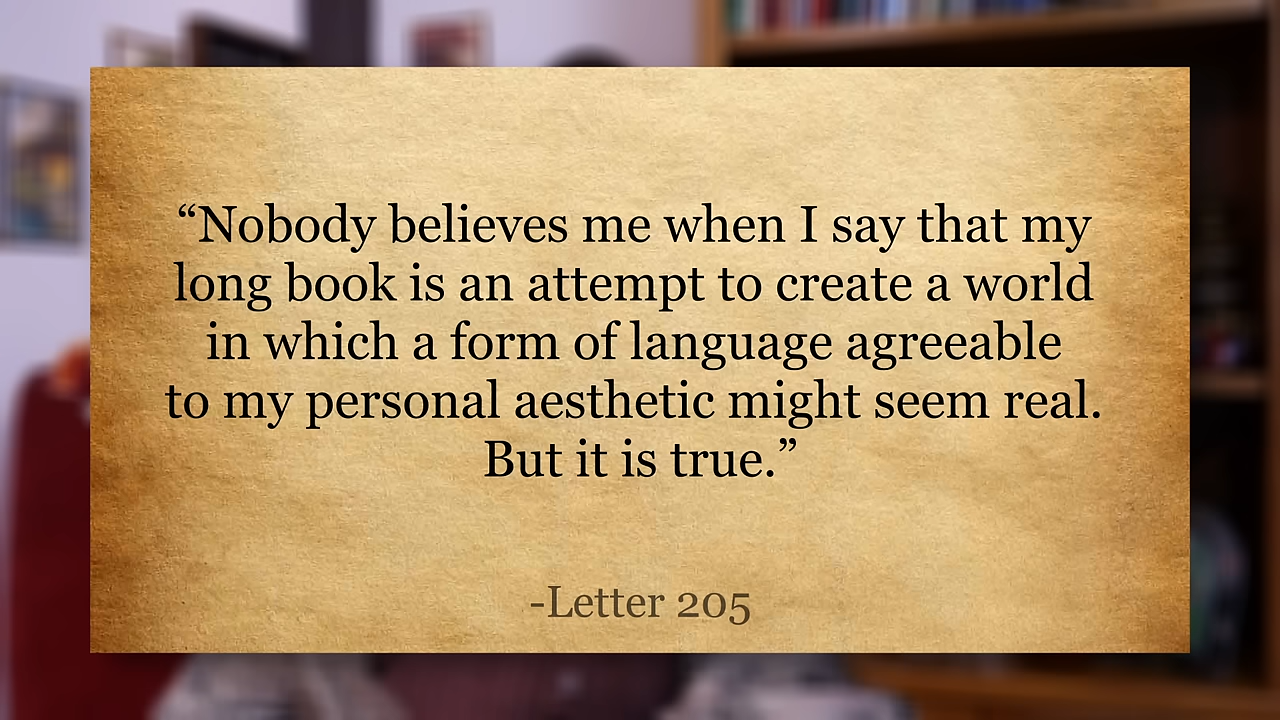 “Nobody believes me when I say that my
long book is an attempt to create a world
in which a form of language agreeable
to my personal aesthetic might seem real.
But it is true.”
-Letter 205